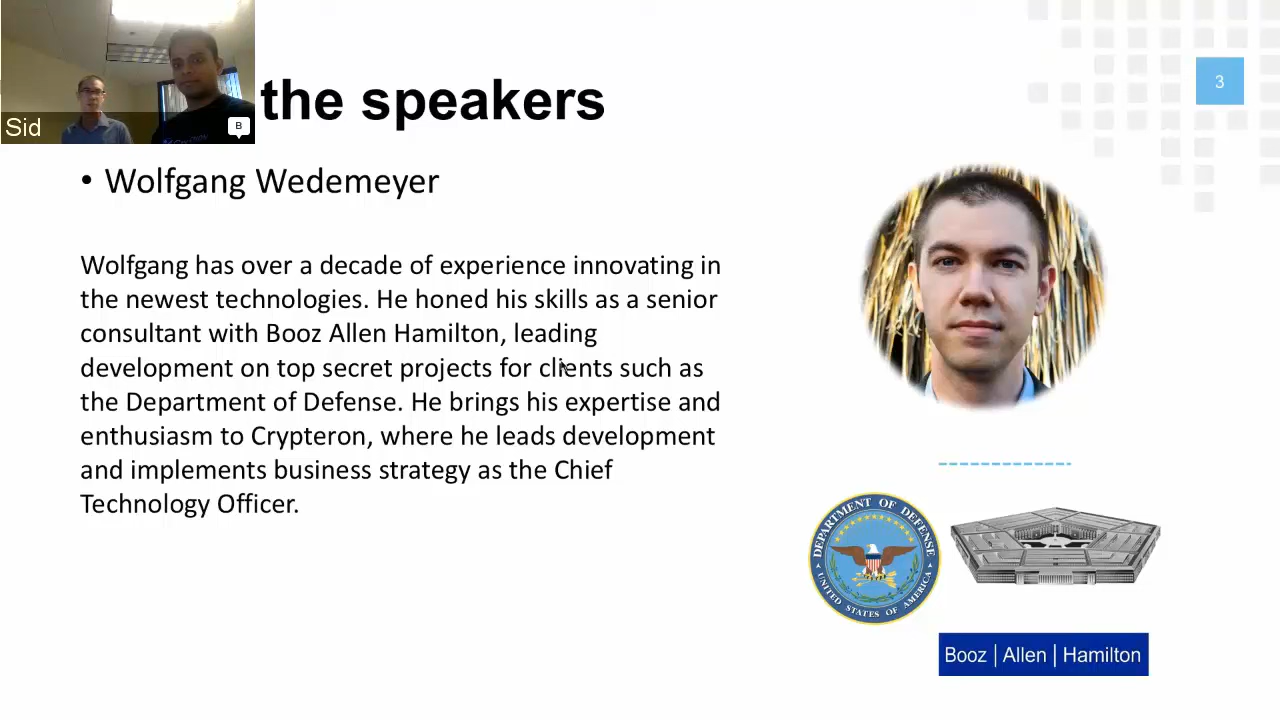 the speakers
3
Sid
B
• Wolfgang Wedemeyer
Wolfgang has over a decade of experience innovating in
the newest technologies. He honed his skills as a senior
consultant with Booz Allen Hamilton, leading
development on top secret projects for clients such as
the Department of Defense. He brings his expertise and
enthusiasm to Crypteron, where he leads development
and implements business strategy as the Chief
Technology Officer.
DEPARTMENT OF DEFENSE
UNITED STATES OF AMERICA
Booz | Allen | Hamilton